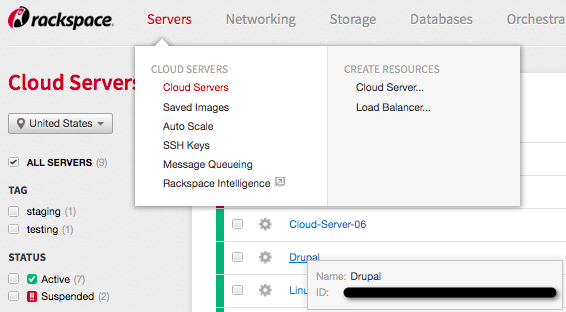 rackspace. Servers Networking Storage Databases Orchestra
Cloud Servers
CLOUD SERVERS CREATE RESOURCES
Cloud Servers Cloud Server...
Saved Images Load Balancer...
Auto Scale
SSH Keys
Message Queueing
Rackspace Intelligence
United States
ALL SERVERS (9)
TAG
staging (1)
testing (1)
STATUS
Active (7)
Suspended (2)
Cloud-Server-06
Drupal
Linu
Name: Drupal
ID: